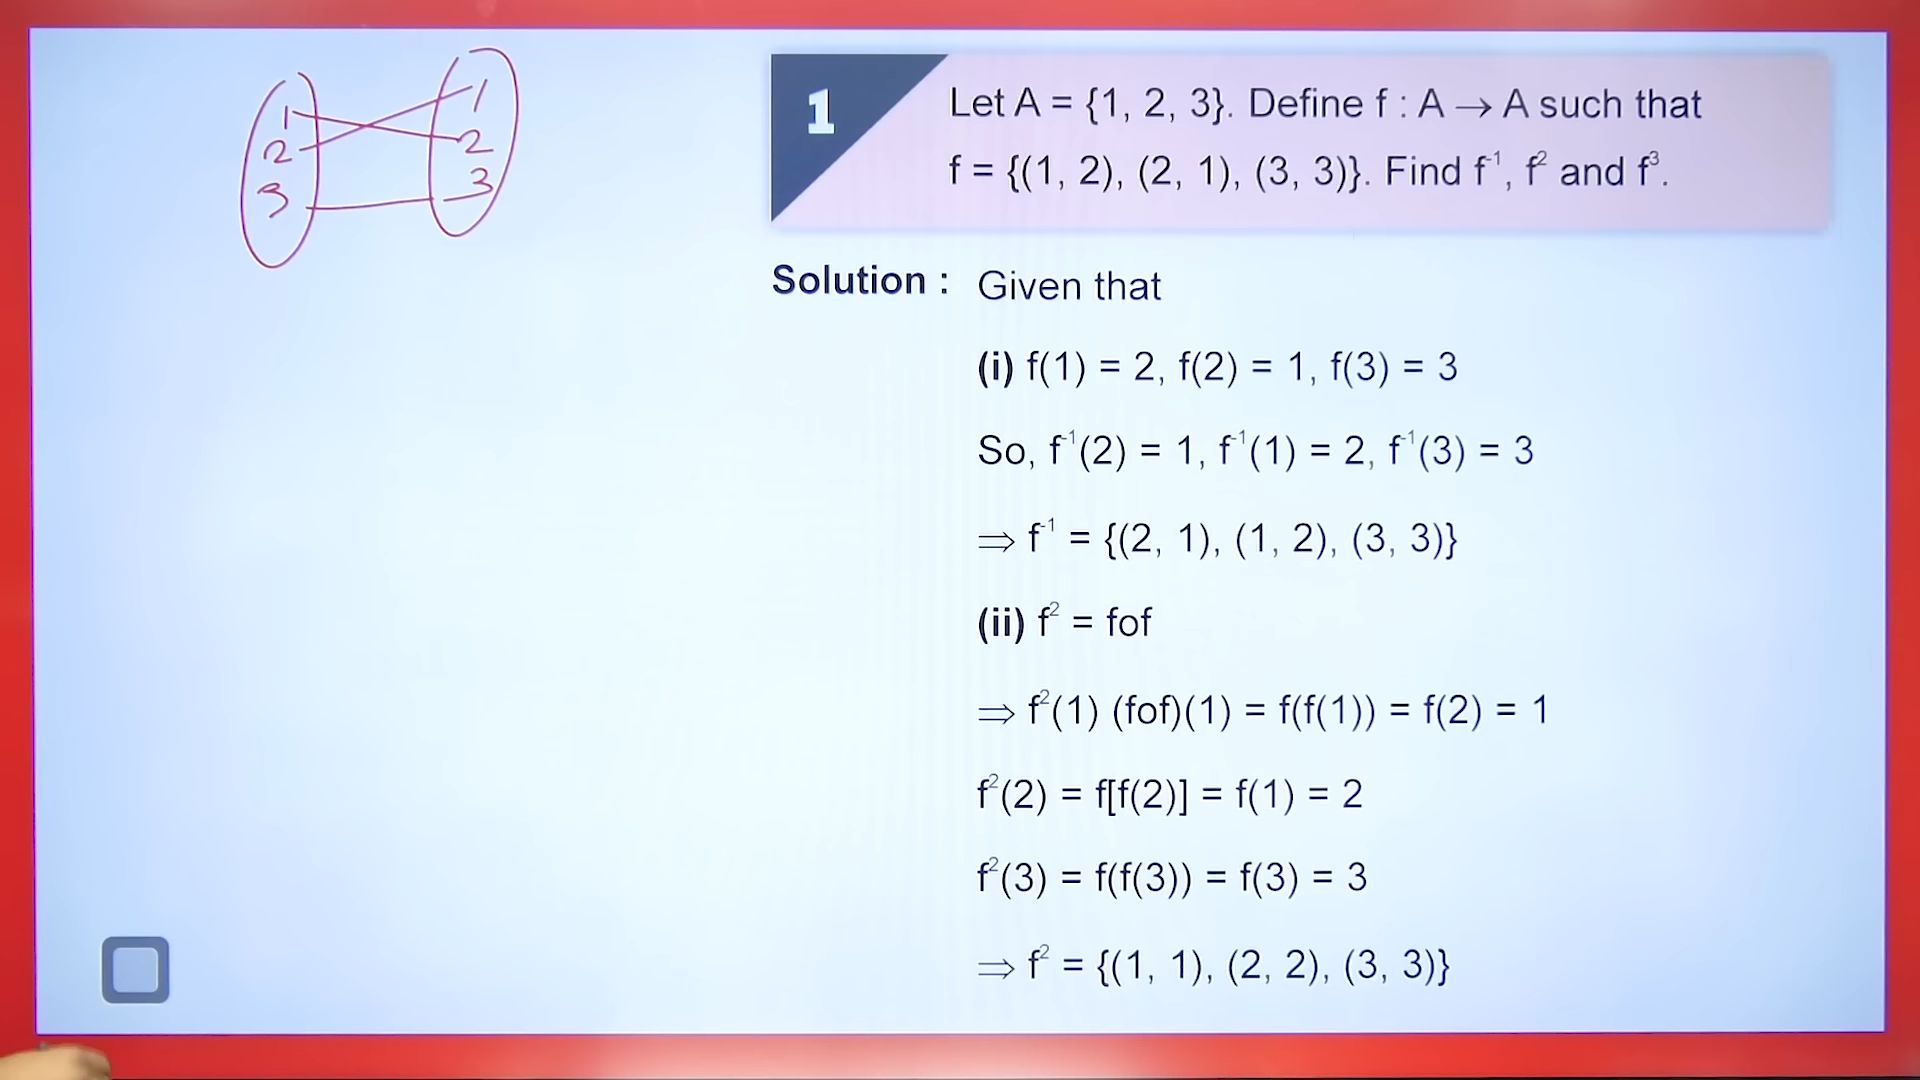 1 1
2 2
3 3
1
Let A = {1, 2, 3}. Define f : A → A such that
f = {(1, 2), (2, 1), (3, 3)}. Find f⁻¹, f² and f³.
Solution : Given that
(i) f(1) = 2, f(2) = 1, f(3) = 3
So, f⁻¹(2) = 1, f⁻¹(1) = 2, f⁻¹(3) = 3
⇒ f⁻¹ = {(2, 1), (1, 2), (3, 3)}
(ii) f² = fof
⇒ f²(1) (fof)(1) = f(f(1)) = f(2) = 1
f²(2) = f[f(2)] = f(1) = 2
f²(3) = f(f(3)) = f(3) = 3
⇒ f² = {(1, 1), (2, 2), (3, 3)}